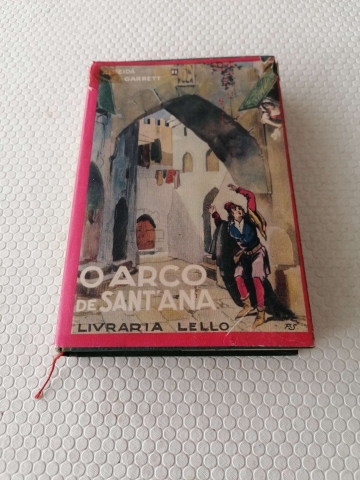 GARRETT
O ARCO
DE SANT'ANA
LIVRARIA LELLO